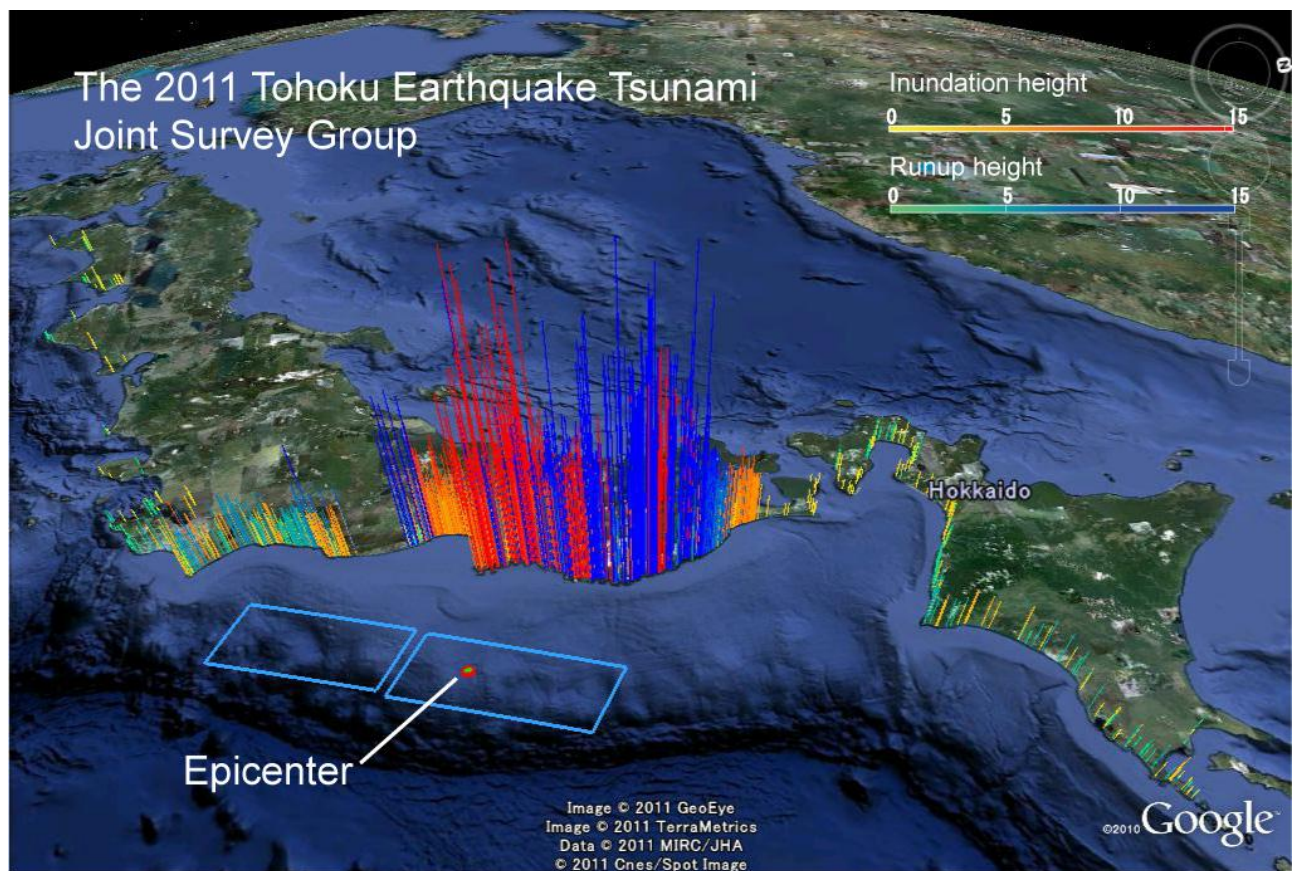 The 2011 Tohoku Earthquake Tsunami
Joint Survey Group
Inundation height
0 5 10 15
Runup height
0 5 10 15
N
Hokkaido
Epicenter
Image © 2011 GeoEye
Image © 2011 TerraMetrics
Data © 2011 MIRC/JHA
© 2011 Cnes/Spot Image
©2010 Google